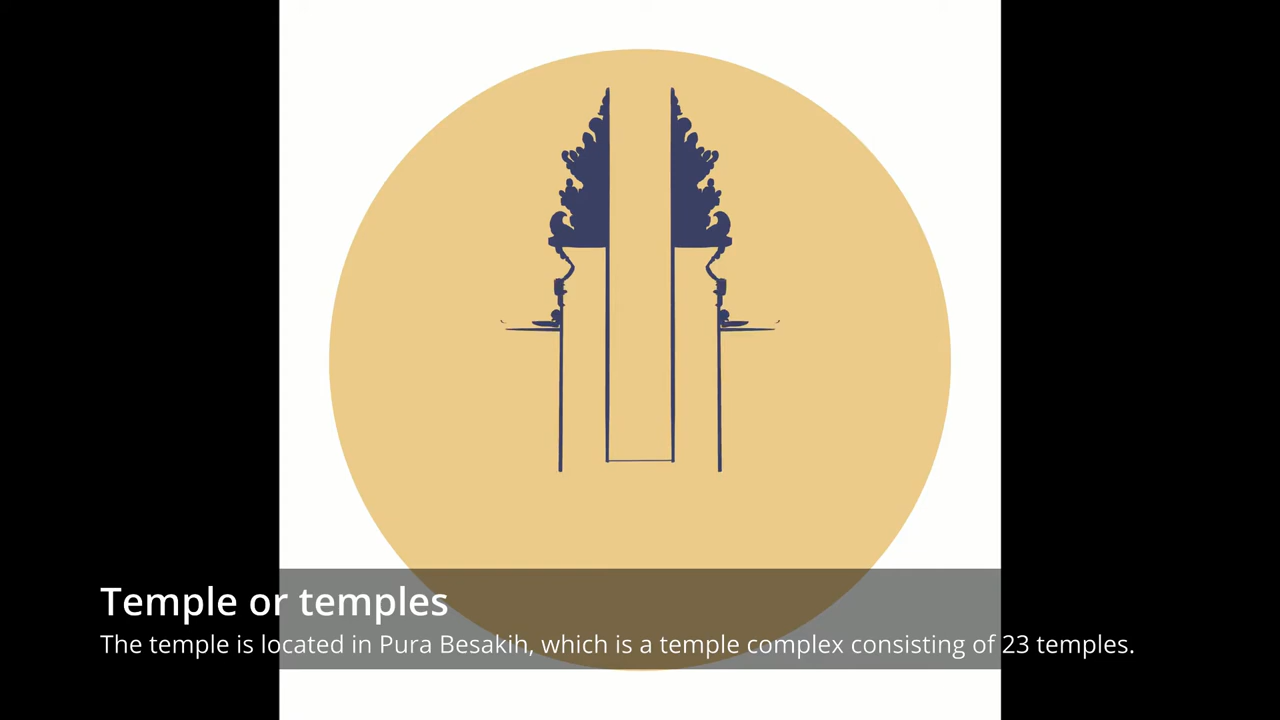 Temple or temples
The temple is located in Pura Besakih, which is a temple complex consisting of 23 temples.